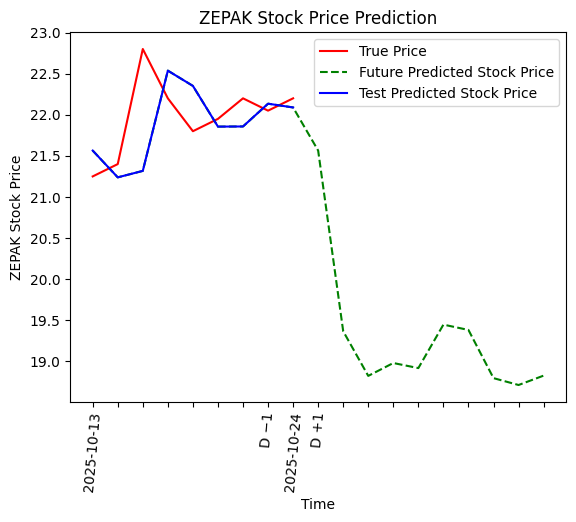 ZEPAK Stock Price Prediction
True Price
Future Predicted Stock Price
Test Predicted Stock Price
ZEPAK Stock Price
23.0
22.5
22.0
21.5
21.0
20.5
20.0
19.5
19.0
2025-10-13
D −1
2025-10-24
D +1
Time